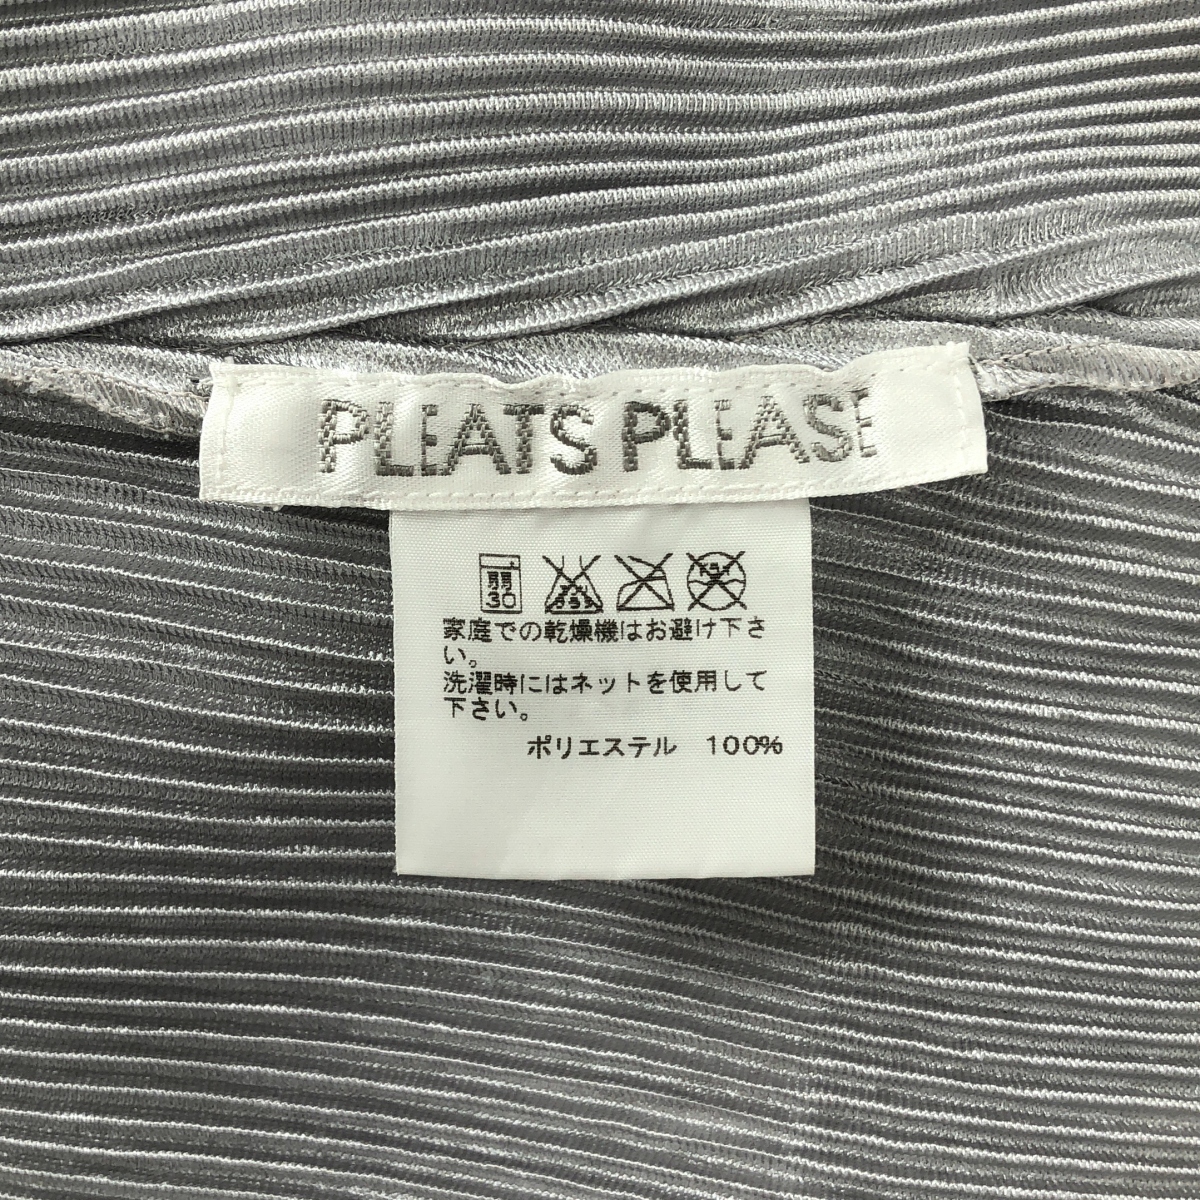 PLEATS PLEASE
弱
30
家庭での乾燥機はお避け下さ
い。
洗濯時にはネットを使用して
下さい。
ポリエステル 100%